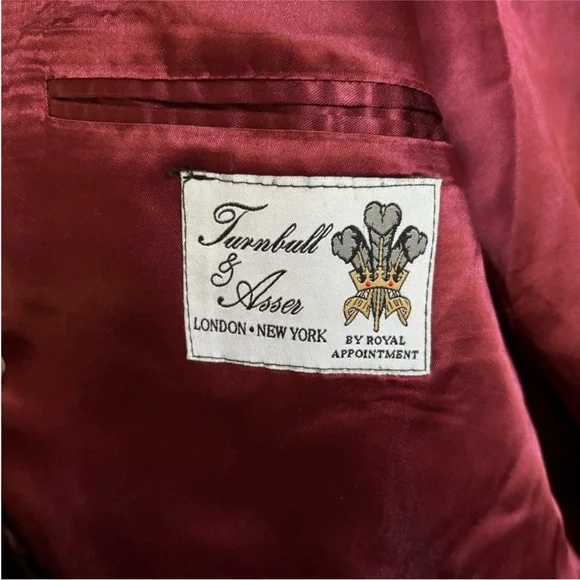 Turnbull
& Asser
LONDON • NEW YORK
BY ROYAL
APPOINTMENT